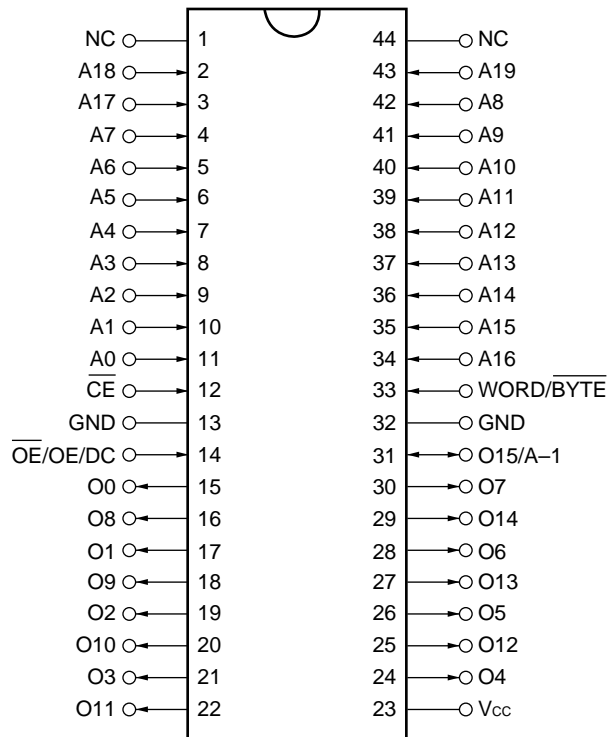 NC 1 44 NC
A18 2 43 A19
A17 3 42 A8
A7 4 41 A9
A6 5 40 A10
A5 6 39 A11
A4 7 38 A12
A3 8 37 A13
A2 9 36 A14
A1 10 35 A15
A0 11 34 A16
C̅E̅ 12 33 WORD/B̅Y̅T̅E̅
GND 13 32 GND
O̅E̅/OE/DC 14 31 O15/A–1
O0 15 30 O7
O8 16 29 O14
O1 17 28 O6
O9 18 27 O13
O2 19 26 O5
O10 20 25 O12
O3 21 24 O4
O11 22 23 Vcc